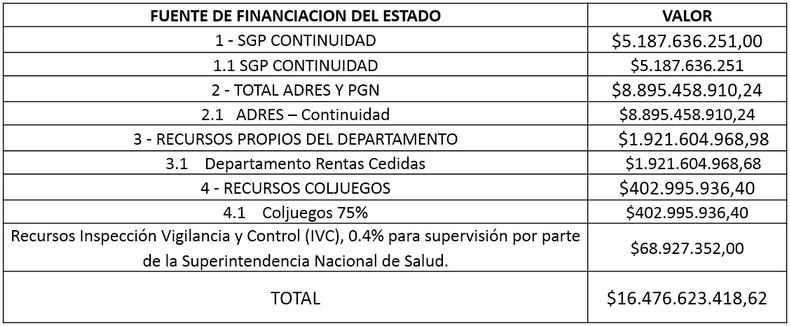 FUENTE DE FINANCIACION DEL ESTADO VALOR
1 - SGP CONTINUIDAD $5.187.636.251,00
1.1 SGP CONTINUIDAD $5.187.636.251
2 - TOTAL ADRES Y PGN $8.895.458.910,24
2.1 ADRES – Continuidad $8.895.458.910,24
3 - RECURSOS PROPIOS DEL DEPARTAMENTO $1.921.604.968,98
3.1 Departamento Rentas Cedidas $1.921.604.968,68
4 - RECURSOS COLJUEGOS $402.995.936,40
4.1 Coljuegos 75% $402.995.936,40
Recursos Inspección Vigilancia y Control (IVC), 0.4% para supervisión por parte
de la Superintendencia Nacional de Salud. $68.927.352,00
TOTAL $16.476.623.418,62